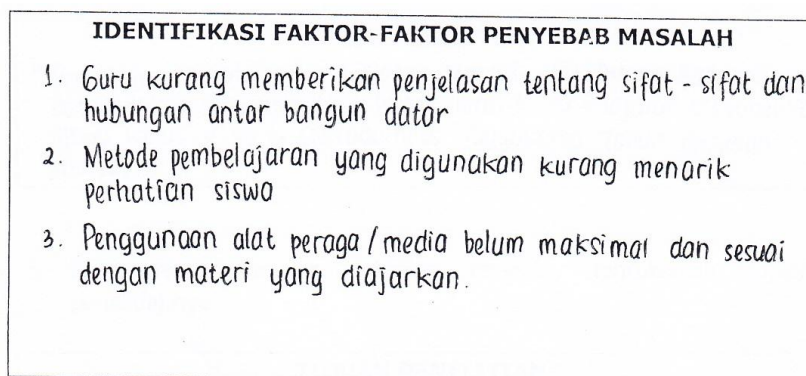 IDENTIFIKASI FAKTOR-FAKTOR PENYEBAB MASALAH
1. Guru kurang memberikan penjelasan tentang sifat - sifat dan
hubungan antar bangun datar
2. Metode pembelajaran yang digunakan kurang menarik
perhatian siswa
3. Penggunaan alat peraga / media belum maksimal dan sesuai
dengan materi yang diajarkan.